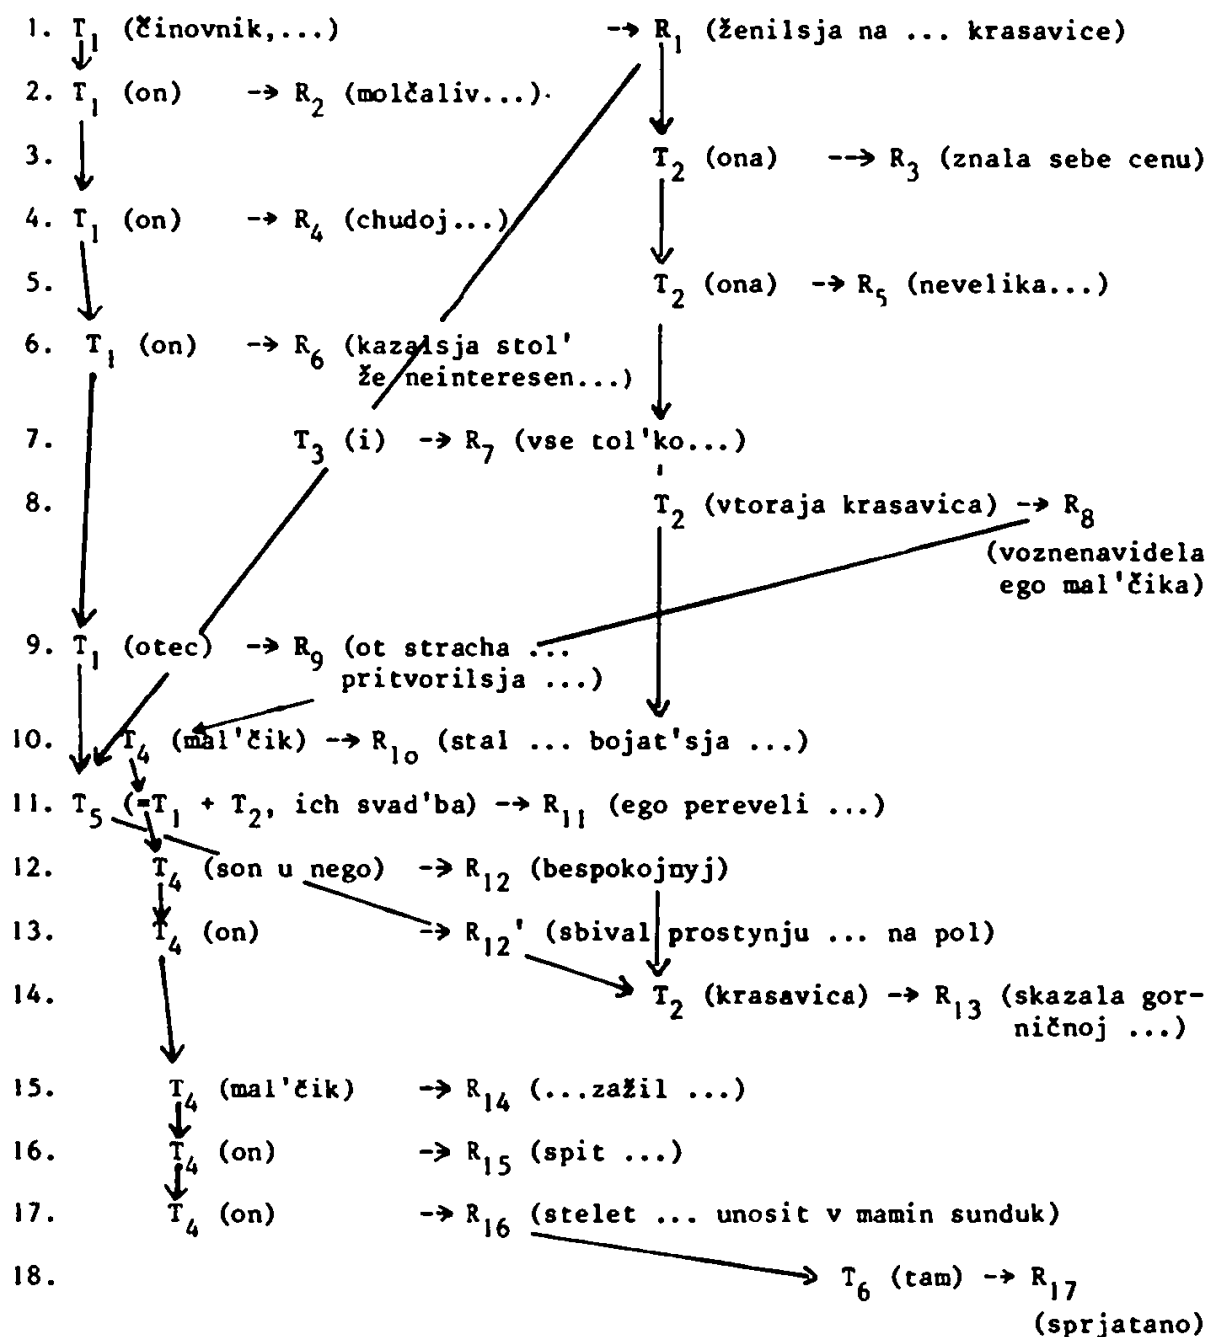 1. T1 (činovnik,...) → R1 (ženilsja na ... krasavice)
2. T1 (on) → R2 (molčaliv...)
3. T2 (ona) → R3 (znala sebe cenu)
4. T1 (on) → R4 (chudoj...)
5. T2 (ona) → R5 (nevelika...)
6. T1 (on) → R6 (kazalsja stol'
že neinteresen...)
7. T3 (i) → R7 (vse tol'ko...)
8. T2 (vtoraja krasavica) → R8
(voznenavidela
ego mal'čika)
9. T1 (otec) → R9 (ot stracha ...
pritvorilsja ...)
10. T4 (mal'čik) → R10 (stal ... bojat'sja ...)
11. T5 (=T1 + T2, ich svad'ba) → R11 (ego pereveli ...)
12. T4 (son u nego) → R12 (bespokojnyj)
13. T4 (on) → R12' (sbival prostynju ... na pol)
14. T2 (krasavica) → R13 (skazala gor-
ničnoj ...)
15. T4 (mal'čik) → R14 (...zažil ...)
16. T4 (on) → R15 (spit ...)
17. T4 (on) → R16 (stelet ... unosit v mamin sunduk)
18. T6 (tam) → R17
(sprjatano)